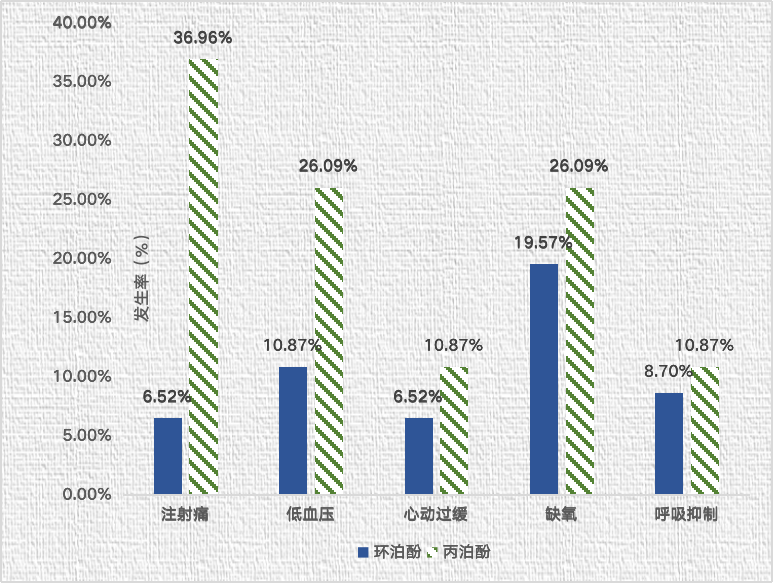 40.00%
35.00%
30.00%
25.00%
20.00%
15.00%
10.00%
5.00%
0.00%
发生率（%）
6.52%
36.96%
10.87%
26.09%
6.52%
10.87%
19.57%
26.09%
8.70%
10.87%
注射痛
低血压
心动过缓
缺氧
呼吸抑制
环泊酚
丙泊酚